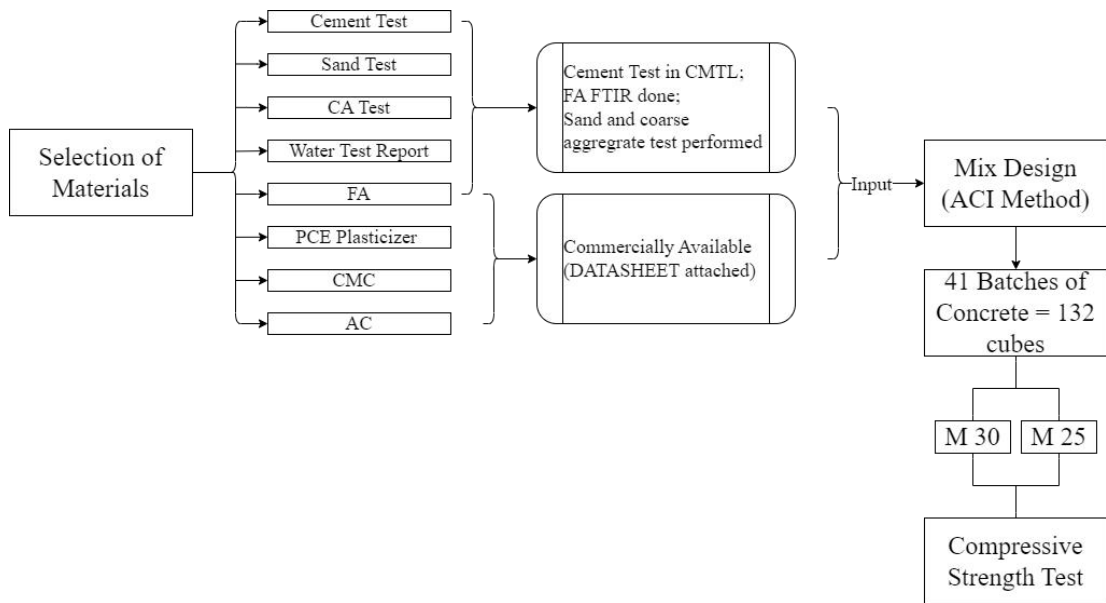 Selection of
Materials
Cement Test
Sand Test
CA Test
Water Test Report
FA
PCE Plasticizer
CMC
AC
Cement Test in CMTL;
FA FTIR done;
Sand and coarse
aggregrate test performed
Commercially Available
(DATASHEET attached)
Input
Mix Design
(ACI Method)
41 Batches of
Concrete = 132
cubes
M 30
M 25
Compressive
Strength Test